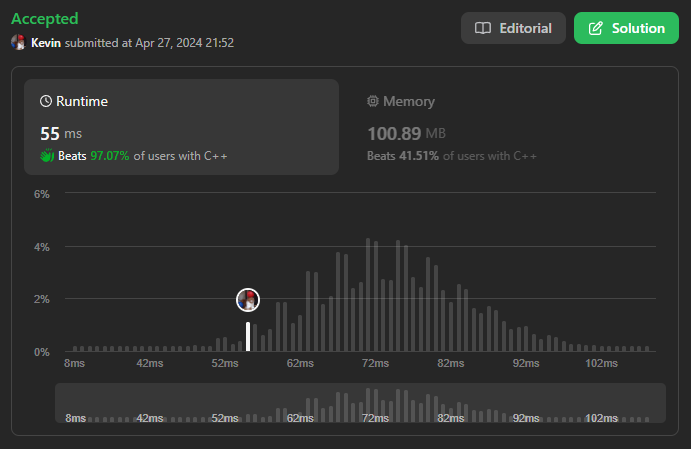 Accepted
Kevin submitted at Apr 27, 2024 21:52
Editorial
Solution
Runtime
55 ms
Beats 97.07% of users with C++
Memory
100.89 MB
Beats 41.51% of users with C++
6%
4%
2%
0%
8ms 42ms 52ms 62ms 72ms 82ms 92ms 102ms
8ms 42ms 52ms 62ms 72ms 82ms 92ms 102ms